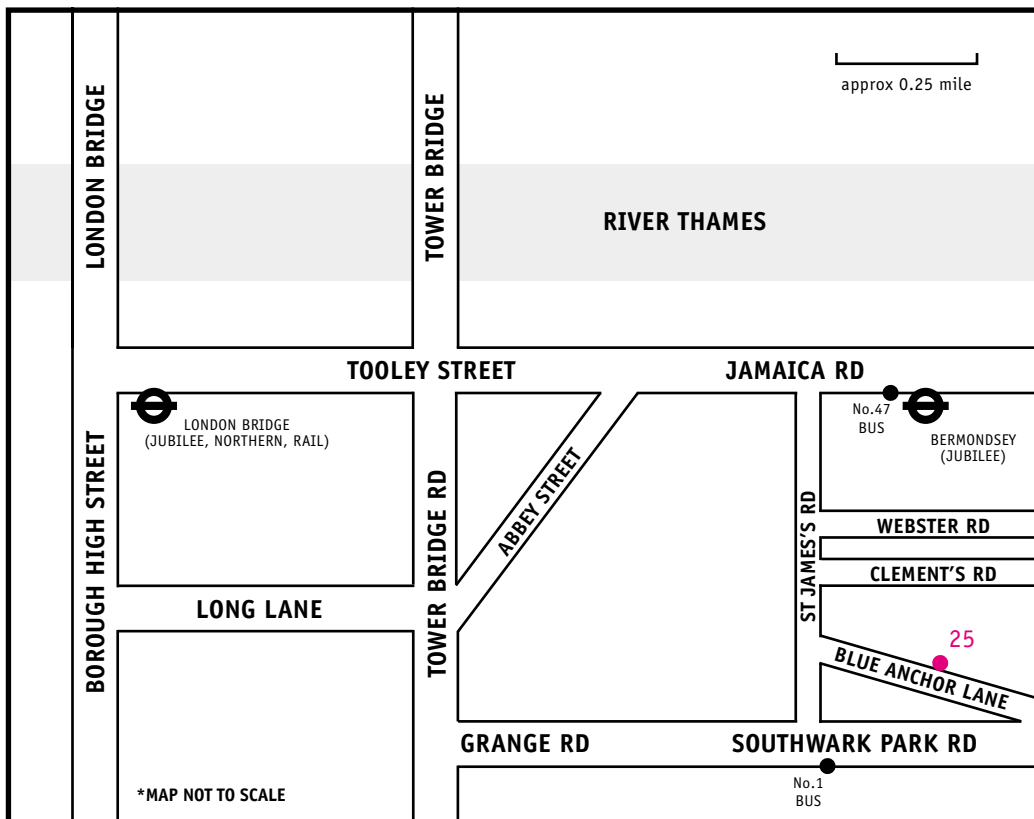 LONDON BRIDGE
TOWER BRIDGE
approx 0.25 mile
RIVER THAMES
TOOLEY STREET
JAMAICA RD
LONDON BRIDGE
(JUBILEE, NORTHERN, RAIL)
No.47
BUS
BERMONDSEY
(JUBILEE)
BOROUGH HIGH STREET
TOWER BRIDGE RD
ABBEY STREET
ST JAMES'S RD
WEBSTER RD
CLEMENT'S RD
LONG LANE
25
BLUE ANCHOR LANE
GRANGE RD
SOUTHWARK PARK RD
*MAP NOT TO SCALE
No.1
BUS